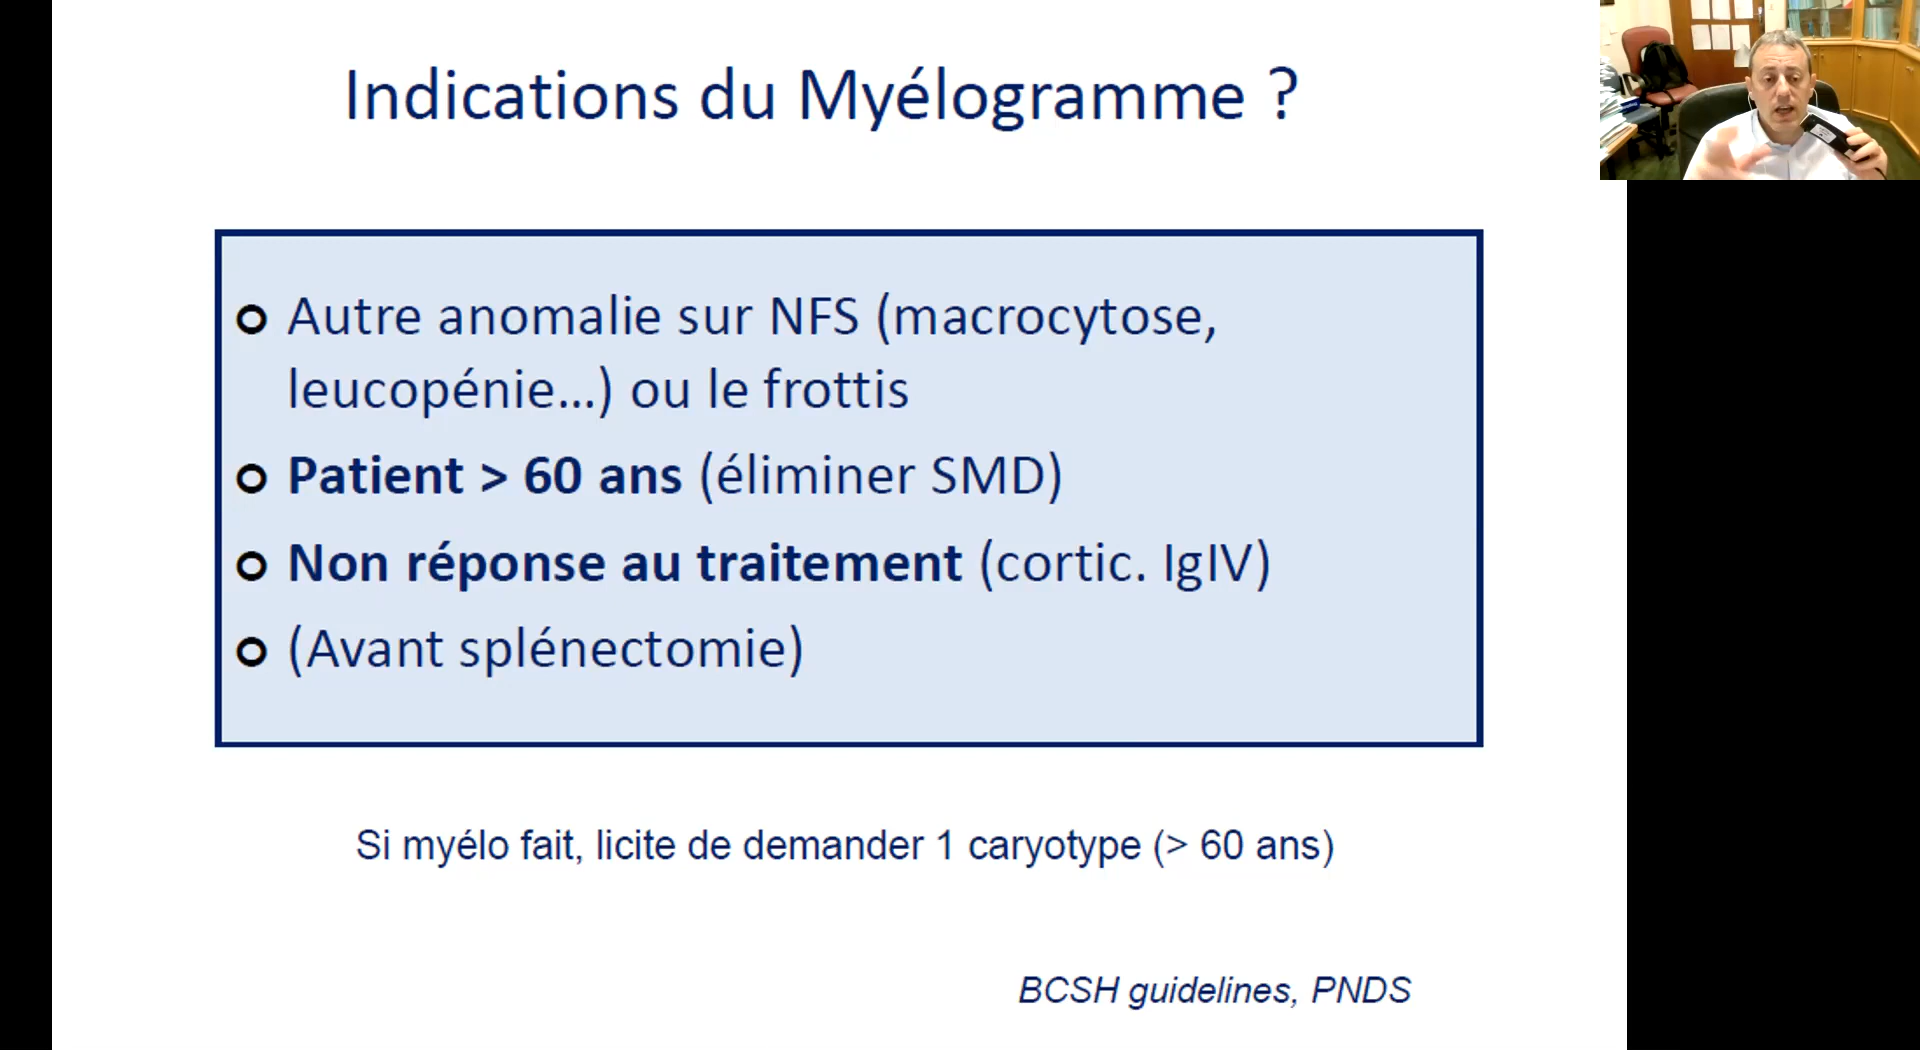 Indications du Myélogramme ?
Autre anomalie sur NFS (macrocytose,
leucopénie...) ou le frottis
Patient > 60 ans (éliminer SMD)
Non réponse au traitement (cortic. IgIV)
(Avant splénectomie)
Si myélo fait, licite de demander 1 caryotype (> 60 ans)
BCSH guidelines, PNDS